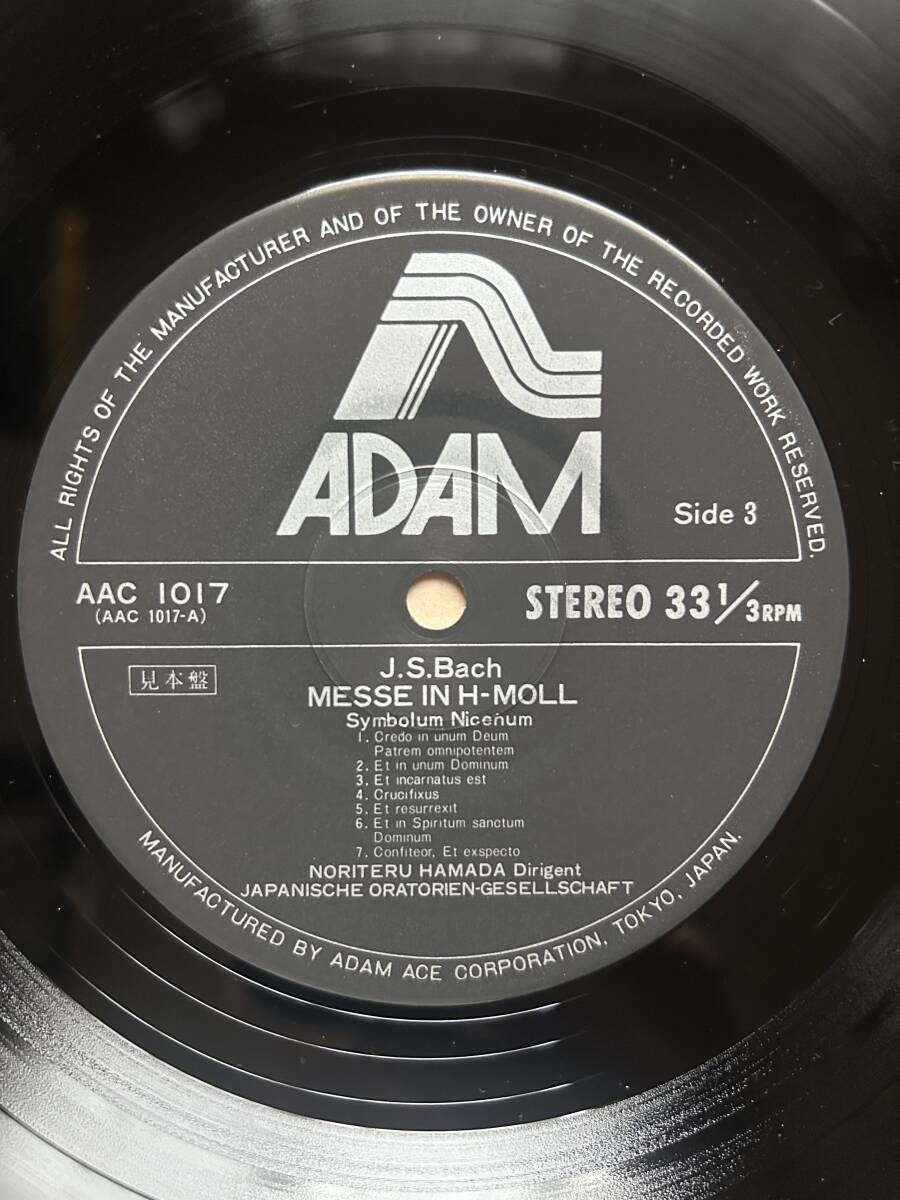 ALL RIGHTS OF THE MANUFACTURER AND OF THE OWNER OF THE RECORDED WORK RESERVED.
ADAM
Side 3
AAC 1017
(AAC 1017-A)
STEREO 33 1/3 RPM
見本盤
J.S.Bach
MESSE IN H-MOLL
Symbolum Nicenum
1. Credo in unum Deum
Patrem omnipotentem
2. Et in unum Dominum
3. Et incarnatus est
4. Crucifixus
5. Et resurrexit
6. Et in Spiritum sanctum
Dominum
7. Confiteor, Et exspecto
NORITERU HAMADA Dirigent
JAPANISCHE ORATORIEN-GESELLSCHAFT
MANUFACTURED BY ADAM ACE CORPORATION, TOKYO, JAPAN.